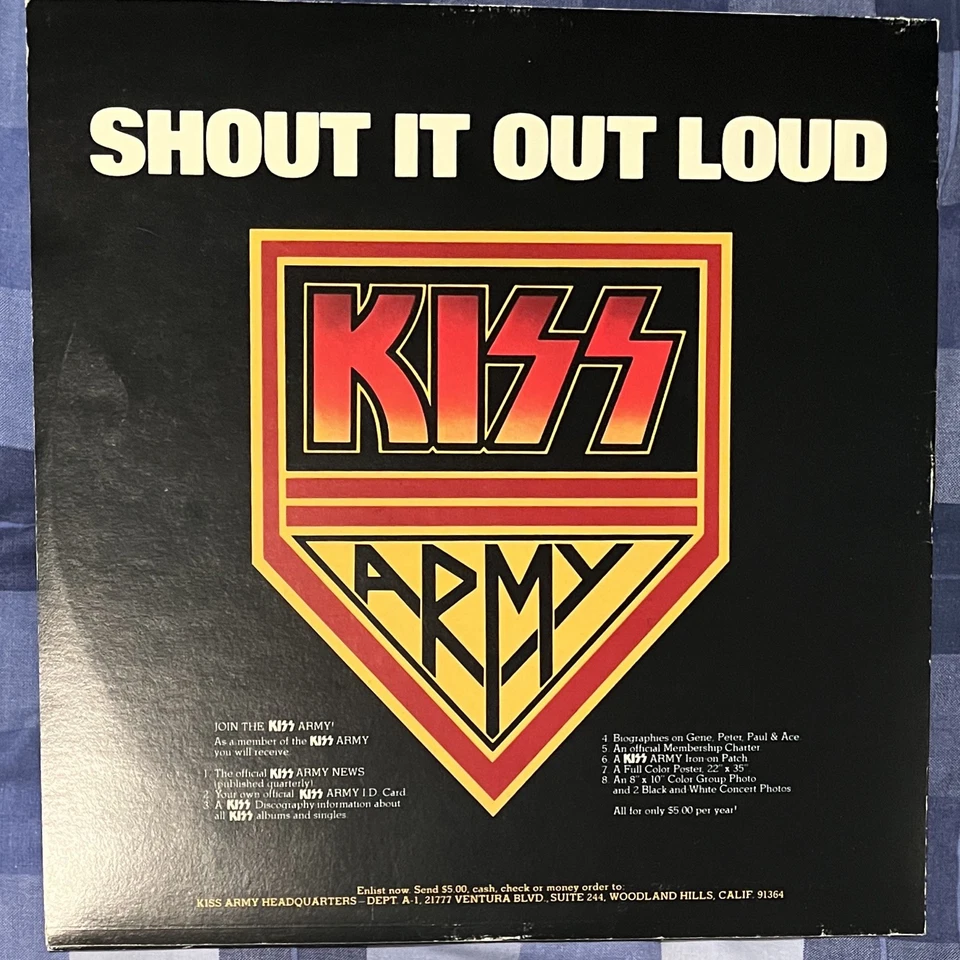 SHOUT IT OUT LOUD
KISS
ARMY
JOIN THE KISS ARMY!
As a member of the KISS ARMY
you will receive:
1. The official KISS ARMY NEWS
(published quarterly)
2. Your own official KISS ARMY I.D. Card
3. A KISS Discography information about
all KISS albums and singles
4. Biographies on Gene, Peter, Paul & Ace.
5. An official Membership Charter
6. A KISS ARMY Iron on Patch
7. A Full Color Poster, 22" x 35"
8. An 8" x 10" Color Group Photo
and 2 Black and White Concert Photos
All for only $5.00 per year!
Enlist now. Send $5.00, cash, check or money order to:
KISS ARMY HEADQUARTERS – DEPT. A-1, 21777 VENTURA BLVD., SUITE 244, WOODLAND HILLS, CALIF. 91364